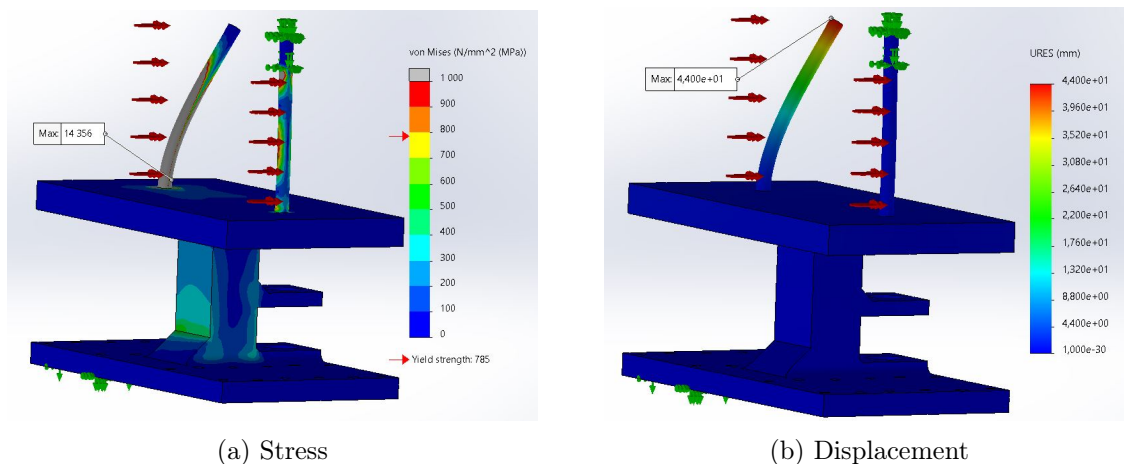 von Mises (N/mm^2 (MPa))
1 000
900
800
700
600
500
400
300
200
100
0
Yield strength: 785
Max: 14 356
URES (mm)
4,400e+01
3,960e+01
3,520e+01
3,080e+01
2,640e+01
2,200e+01
1,760e+01
1,320e+01
8,800e+00
4,400e+00
1,000e-30
Max: 4,400e+01
(a) Stress
(b) Displacement